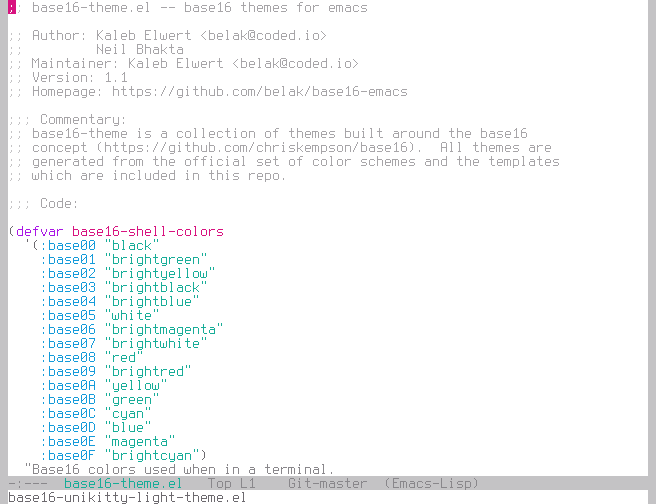 ;; base16-theme.el -- base16 themes for emacs
;; Author: Kaleb Elwert <belak@coded.io>
;;         Neil Bhakta
;; Maintainer: Kaleb Elwert <belak@coded.io>
;; Version: 1.1
;; Homepage: https://github.com/belak/base16-emacs
;;; Commentary:
;; base16-theme is a collection of themes built around the base16
;; concept (https://github.com/chriskempson/base16).  All themes are
;; generated from the official set of color schemes and the templates
;; which are included in this repo.
;;; Code:
(defvar base16-shell-colors
  '(:base00 "black"
    :base01 "brightgreen"
    :base02 "brightyellow"
    :base03 "brightblack"
    :base04 "brightblue"
    :base05 "white"
    :base06 "brightmagenta"
    :base07 "brightwhite"
    :base08 "red"
    :base09 "brightred"
    :base0A "yellow"
    :base0B "green"
    :base0C "cyan"
    :base0D "blue"
    :base0E "magenta"
    :base0F "brightcyan")
  "Base16 colors used when in a terminal.
-:---  base16-theme.el   Top L1    Git-master  (Emacs-Lisp)
base16-unikitty-light-theme.el